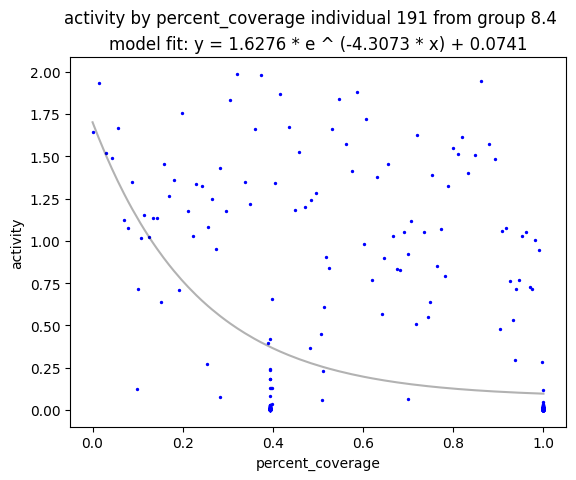 activity by percent_coverage individual 191 from group 8.4
model fit: y = 1.6276 * e ^ (-4.3073 * x) + 0.0741
2.00
1.75
1.50
1.25
1.00
0.75
0.50
0.25
0.00
activity
0.0 0.2 0.4 0.6 0.8 1.0
percent_coverage